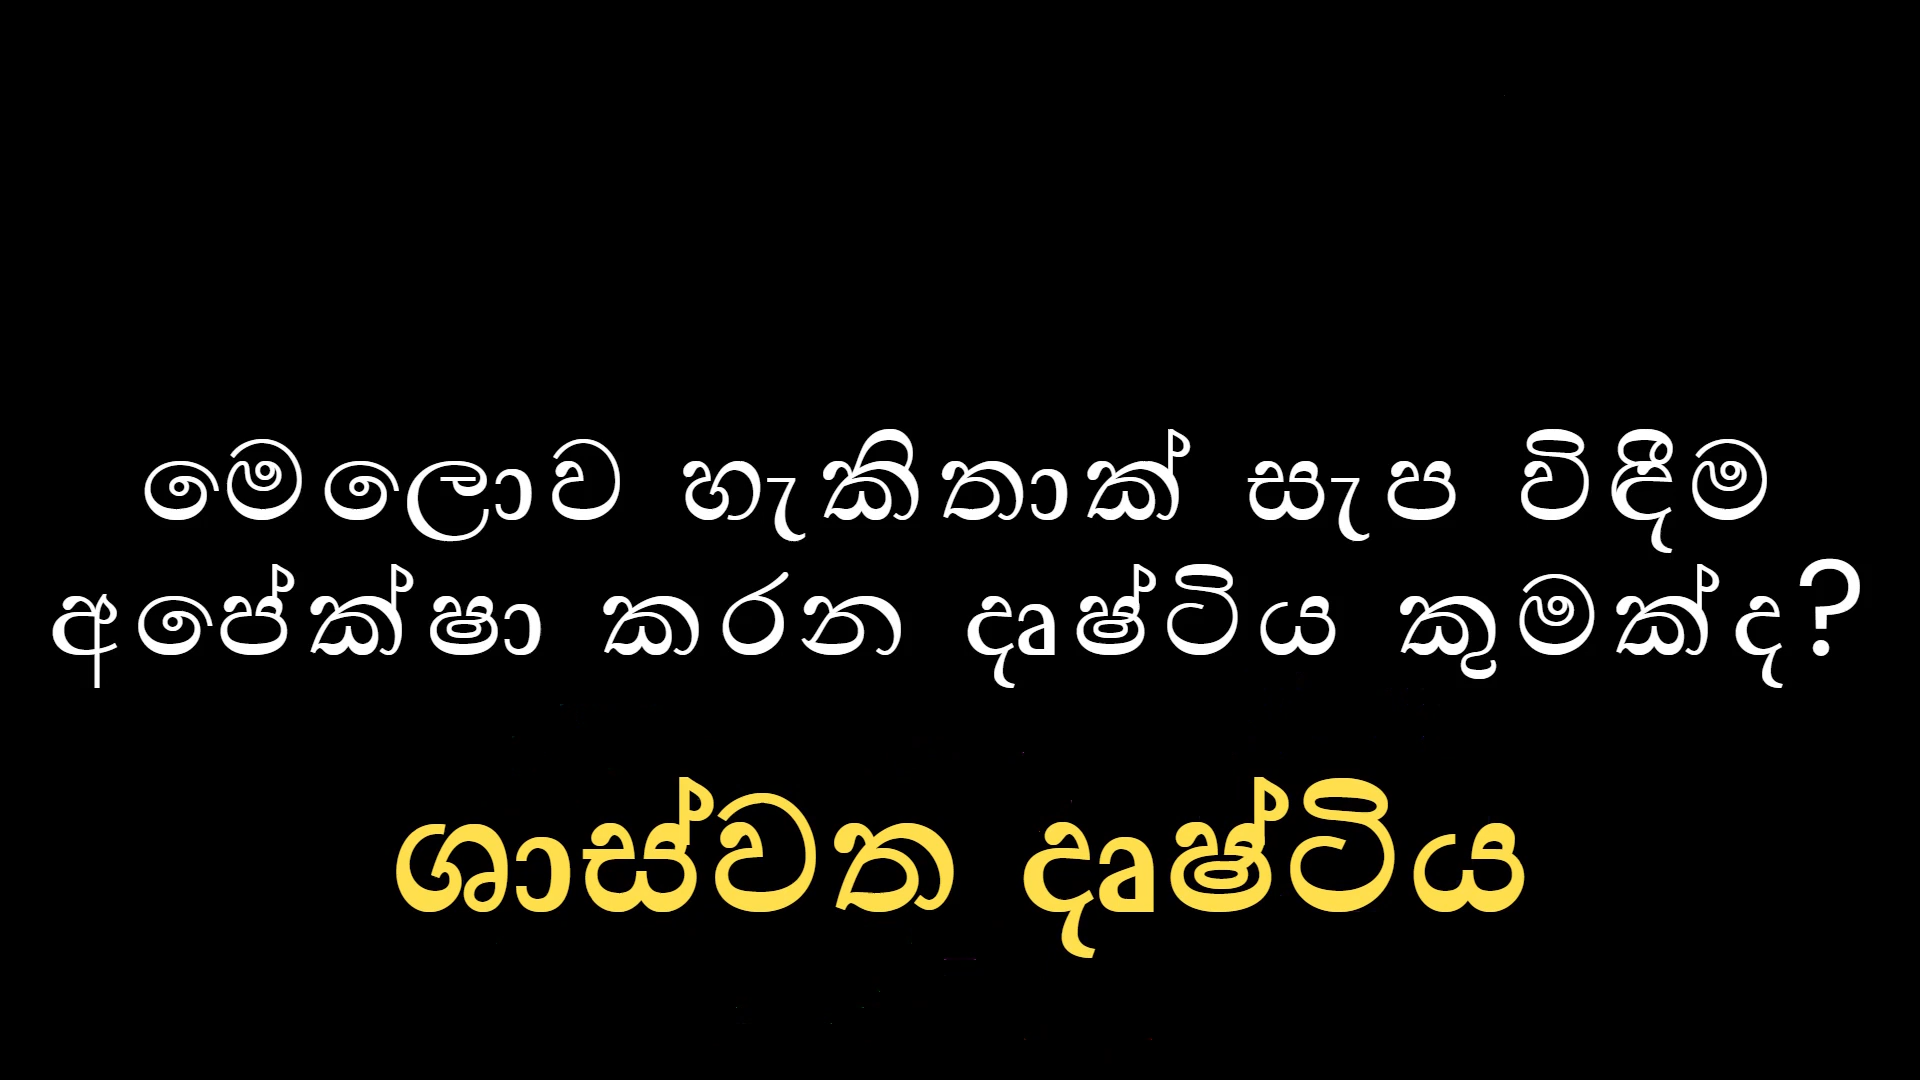 මෙලොව හැකිතාක් සැප විඳීම
අපේක්ෂා කරන දෘෂ්ටිය කුමක්ද?
ශාස්වත දෘෂ්ටිය